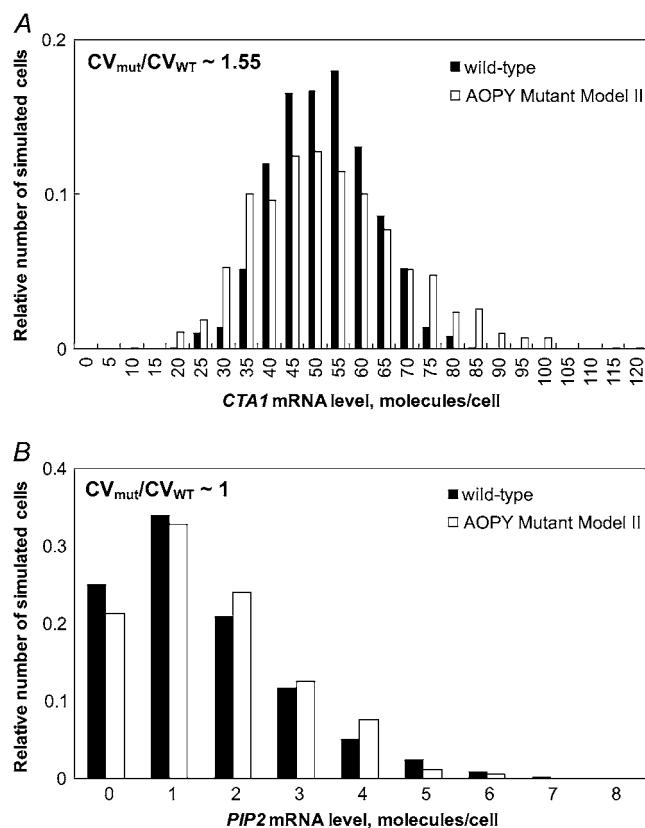 A
CVmut/CVWT ~ 1.55
wild-type
AOPY Mutant Model II
Relative number of simulated cells
0.2
0.1
0
0 5 10 15 20 25 30 35 40 45 50 55 60 65 70 75 80 85 90 95 100 105 110 115 120
CTA1 mRNA level, molecules/cell
B
CVmut/CVWT ~ 1
wild-type
AOPY Mutant Model II
Relative number of simulated cells
0.4
0.3
0.2
0.1
0
0 1 2 3 4 5 6 7 8
PIP2 mRNA level, molecules/cell